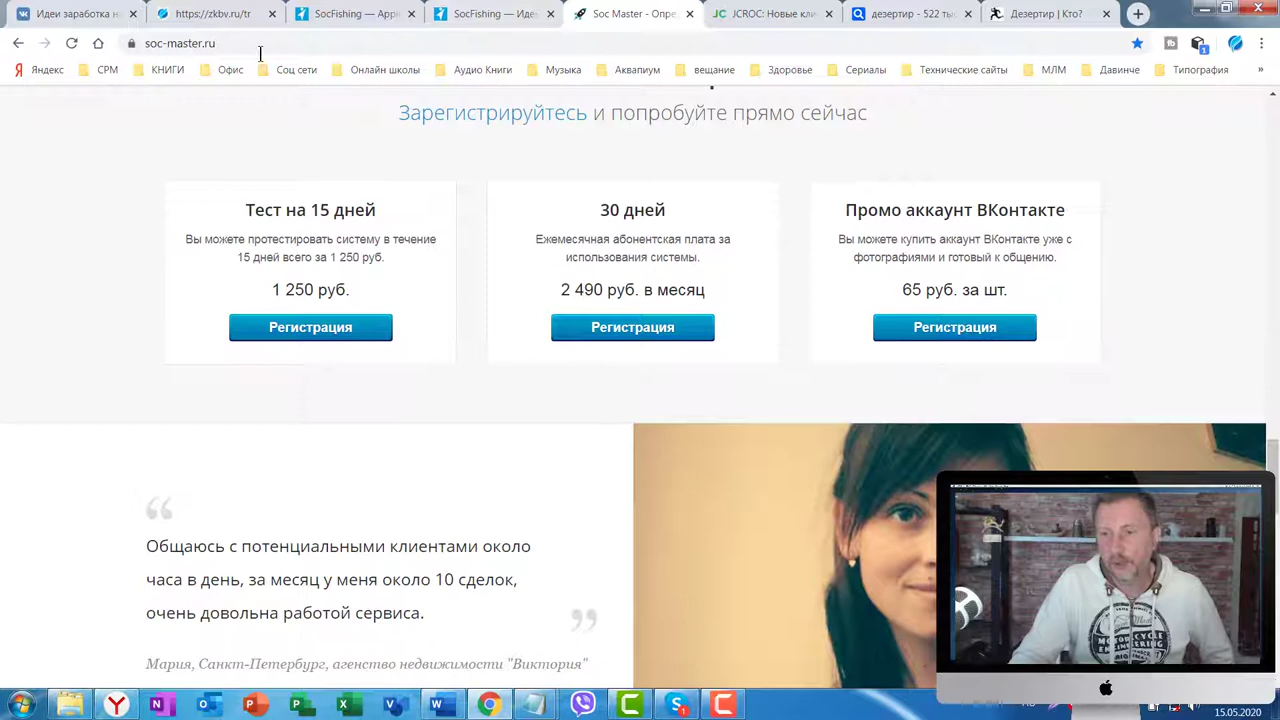 Идеи заработка на
https://zkbv.ru/tr
SocFishing — Арр
SocFishing — Иде
Soc Master - Опре
JCROC: Новые кли
дезертир - 522 ты
Дезертир | Кто?
soc-master.ru
Яндекс
СРМ
КНИГИ
Офис
Соц сети
Онлайн школы
Аудио Книги
Музыка
Аквапиум
вещание
Здоровье
Сериалы
Технические сайты
МЛМ
Давинче
Типография
»
Зарегистрируйтесь и попробуйте прямо сейчас
Тест на 15 дней
Вы можете протестировать систему в течение
15 дней всего за 1 250 руб.
1 250 руб.
Регистрация
30 дней
Ежемесячная абонентская плата за
использования системы.
2 490 руб. в месяц
Регистрация
Промо аккаунт ВКонтакте
Вы можете купить аккаунт ВКонтакте уже с
фотографиями и готовый к общению.
65 руб. за шт.
Регистрация
Общаюсь с потенциальными клиентами около
часа в день, за месяц у меня около 10 сделок,
очень довольна работой сервиса.
Мария, Санкт-Петербург, агенство недвижимости "Виктория"
MOTORCYCLE
ENGINEERING
15.05.2020